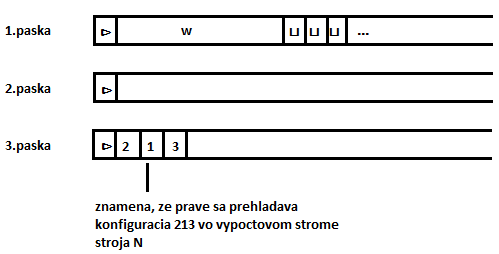 1.paska ⊳ w ⊔ ⊔ ⊔ ...
2.paska ⊳
3.paska ⊳ 2 1 3
znamena, ze prave sa prehladava
konfiguracia 213 vo vypoctovom strome
stroja N